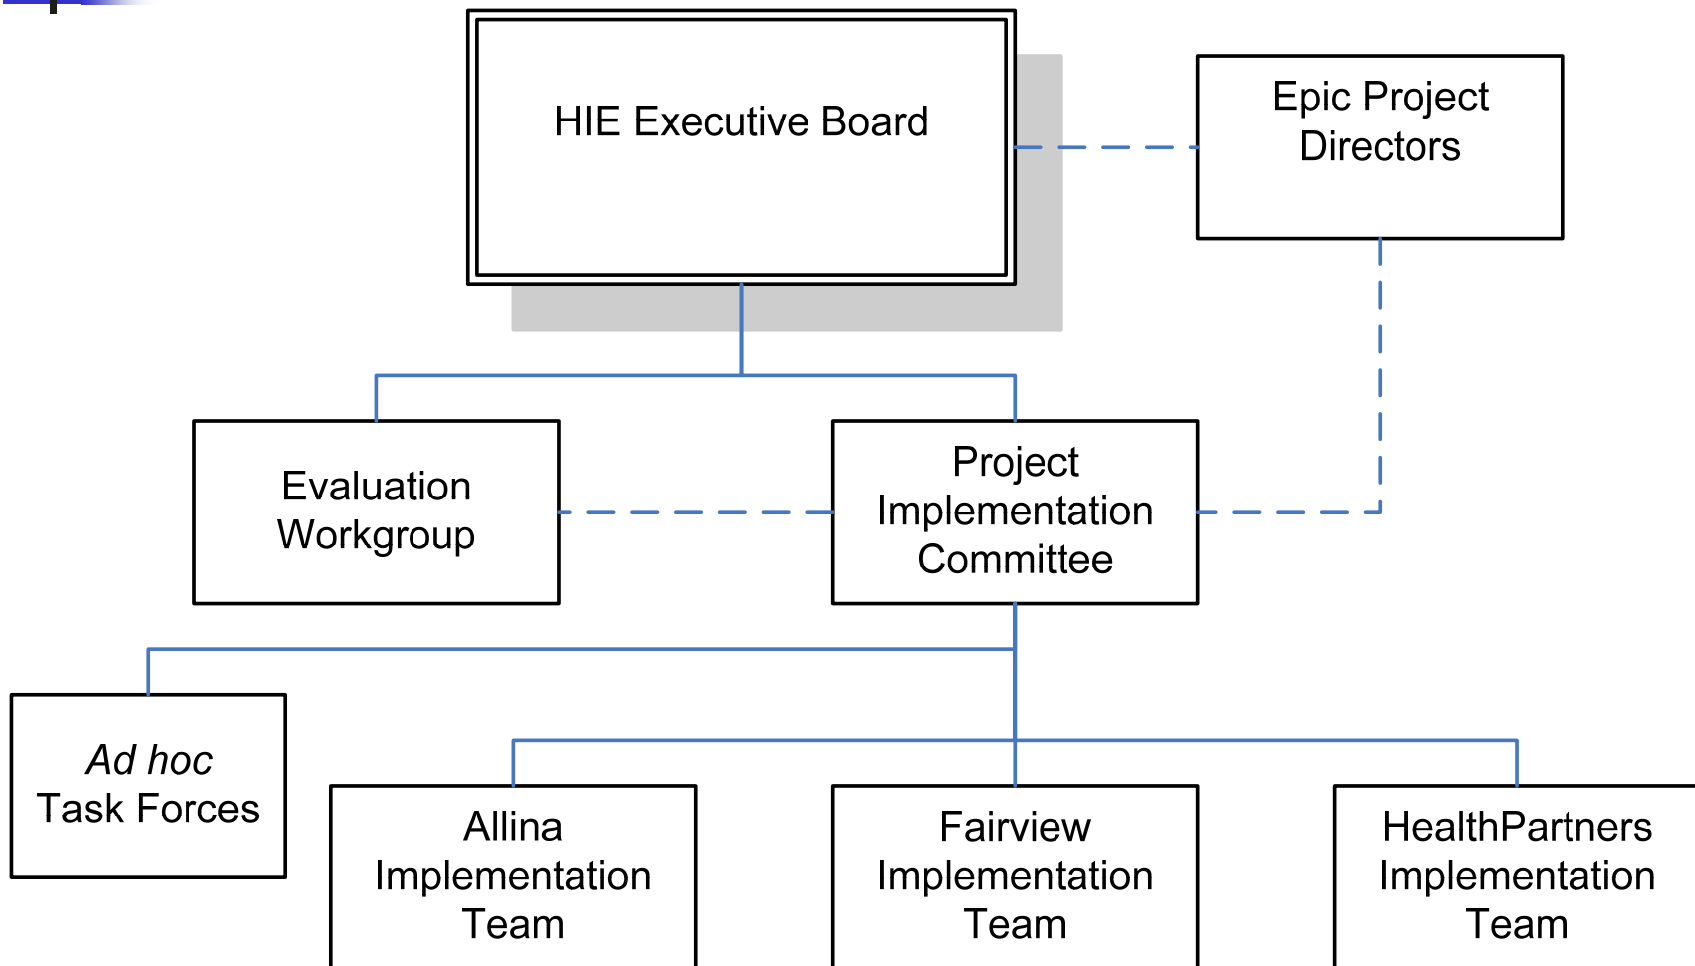 HIE Executive Board
Epic Project
Directors
Evaluation
Workgroup
Project
Implementation
Committee
Ad hoc
Task Forces
Allina
Implementation
Team
Fairview
Implementation
Team
HealthPartners
Implementation
Team